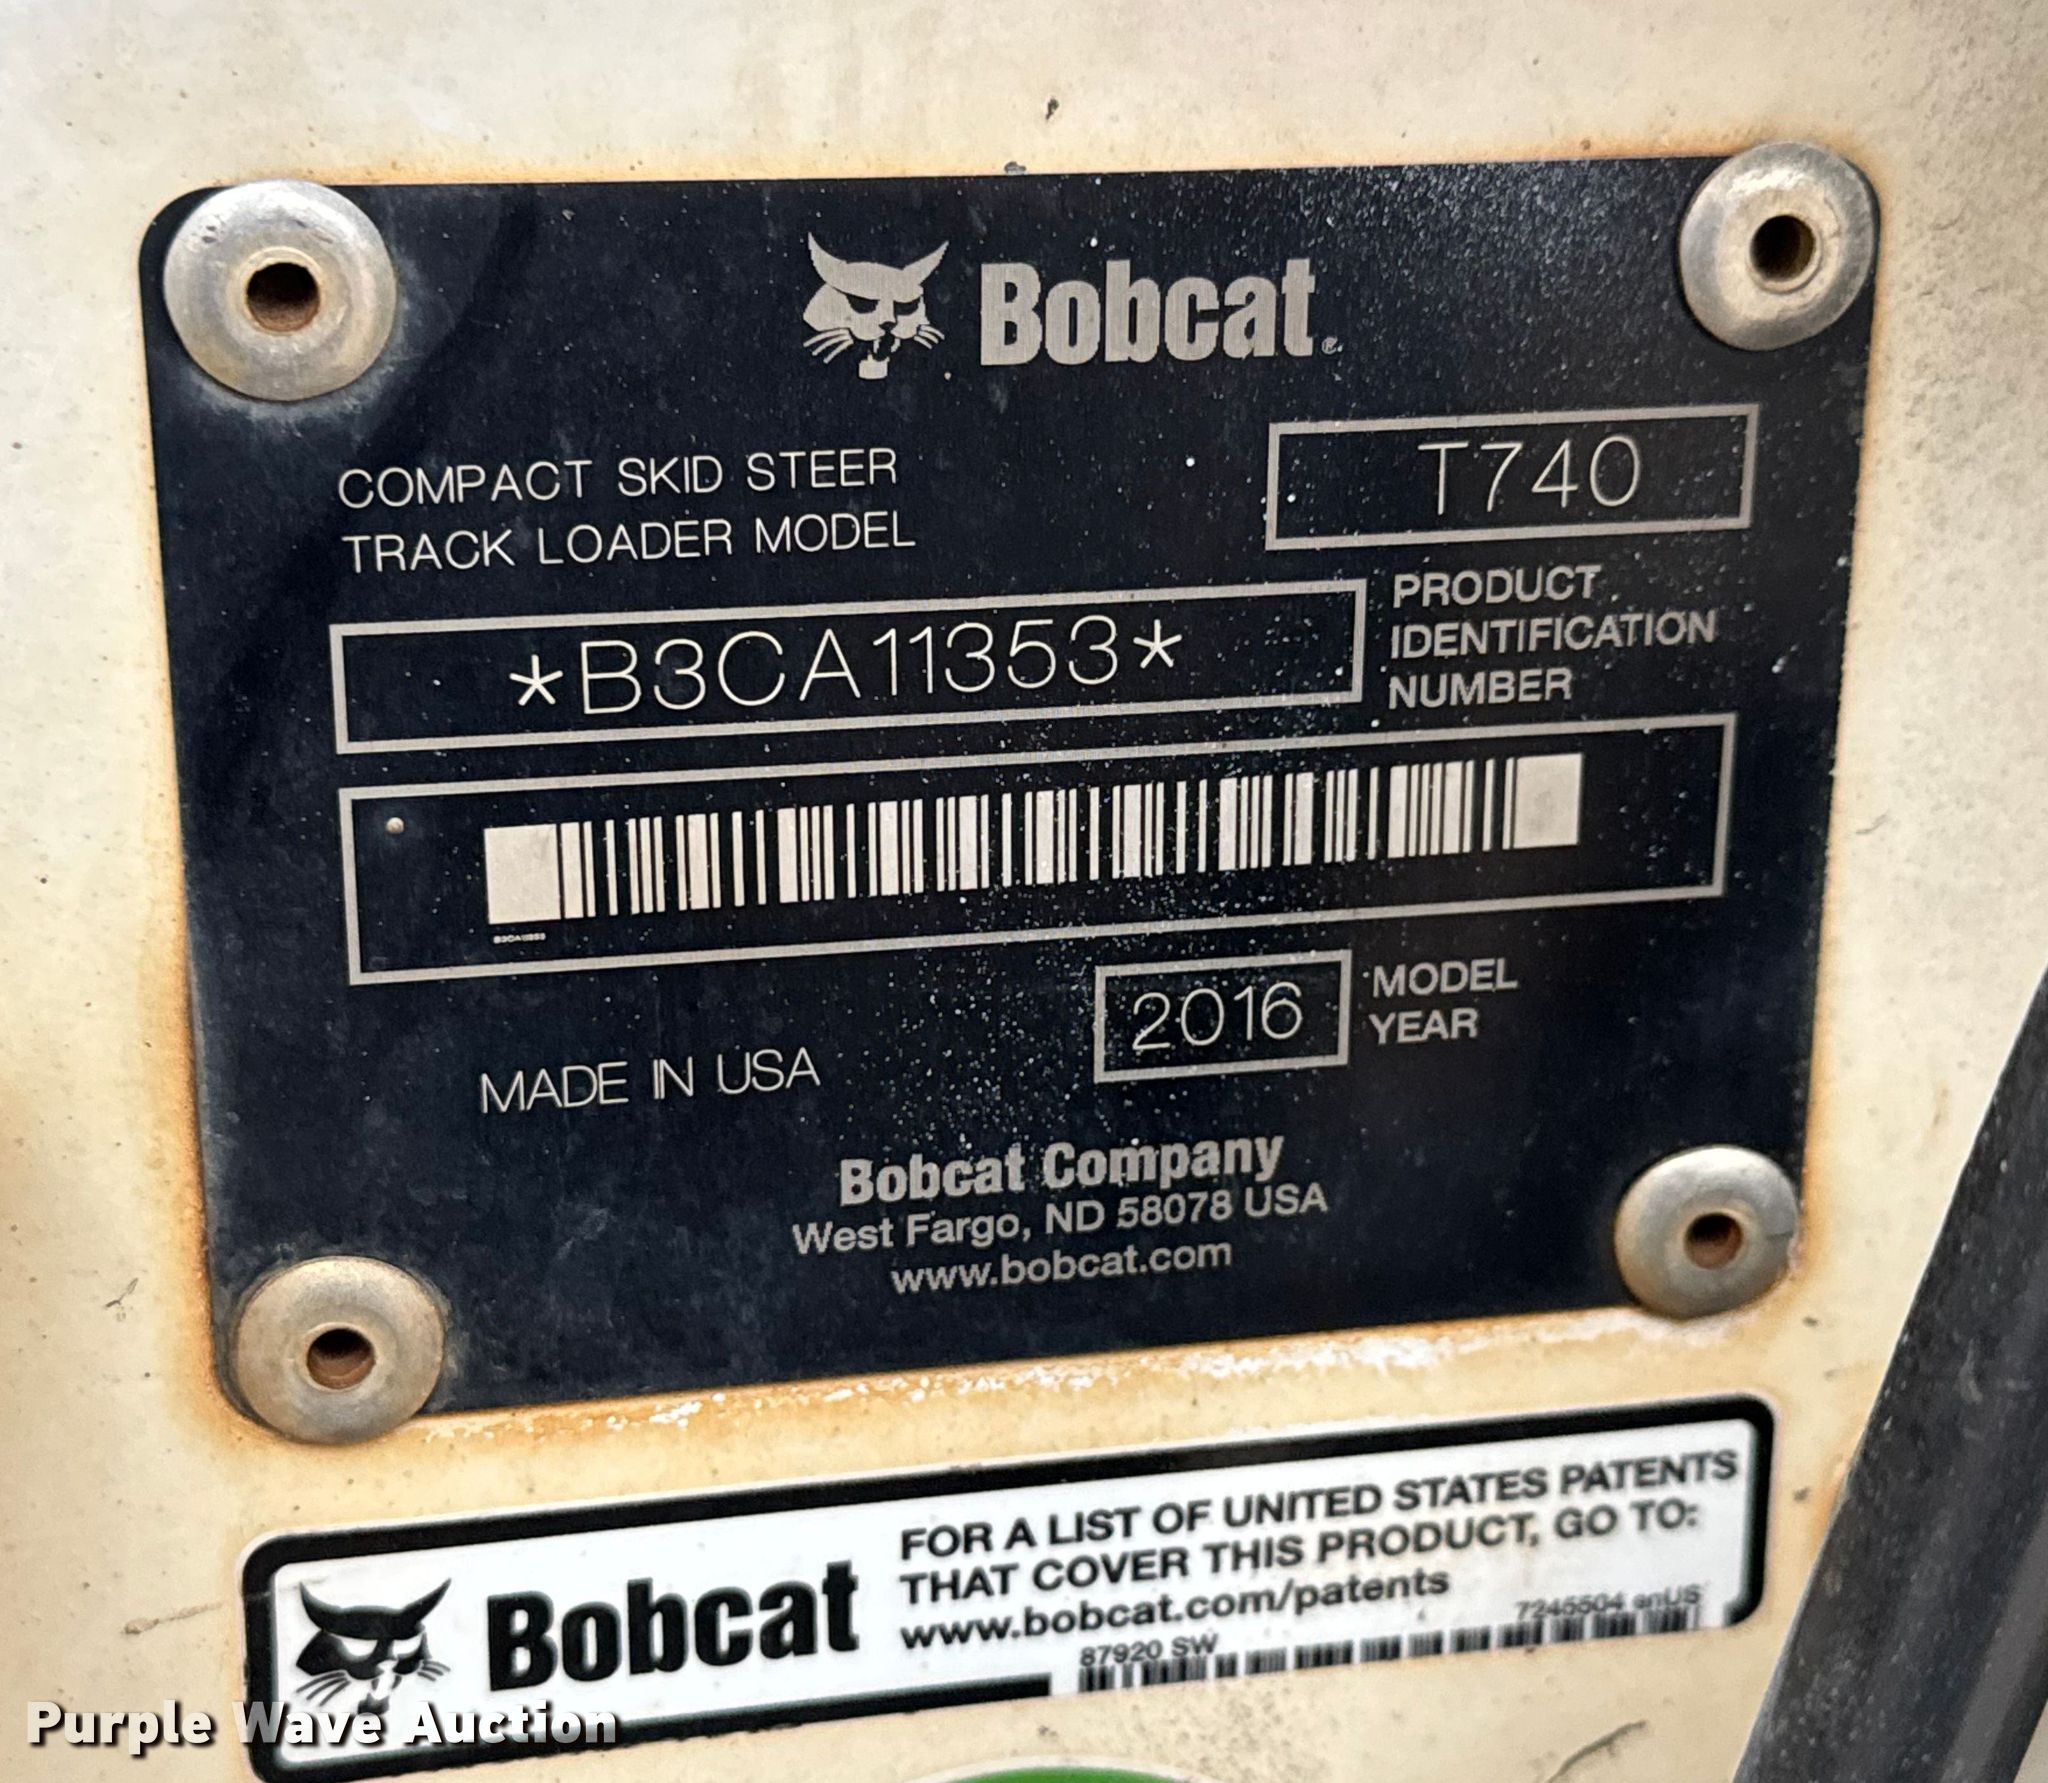 Bobcat®
COMPACT SKID STEER
TRACK LOADER MODEL
T740
*B3CA11353*
PRODUCT
IDENTIFICATION
NUMBER
B3CA11353
2016
MODEL
YEAR
MADE IN USA
Bobcat Company
West Fargo, ND 58078 USA
www.bobcat.com
Bobcat
FOR A LIST OF UNITED STATES PATENTS
THAT COVER THIS PRODUCT, GO TO:
www.bobcat.com/patents
7246504 enUS
87920 SW
Purple Wave Auction